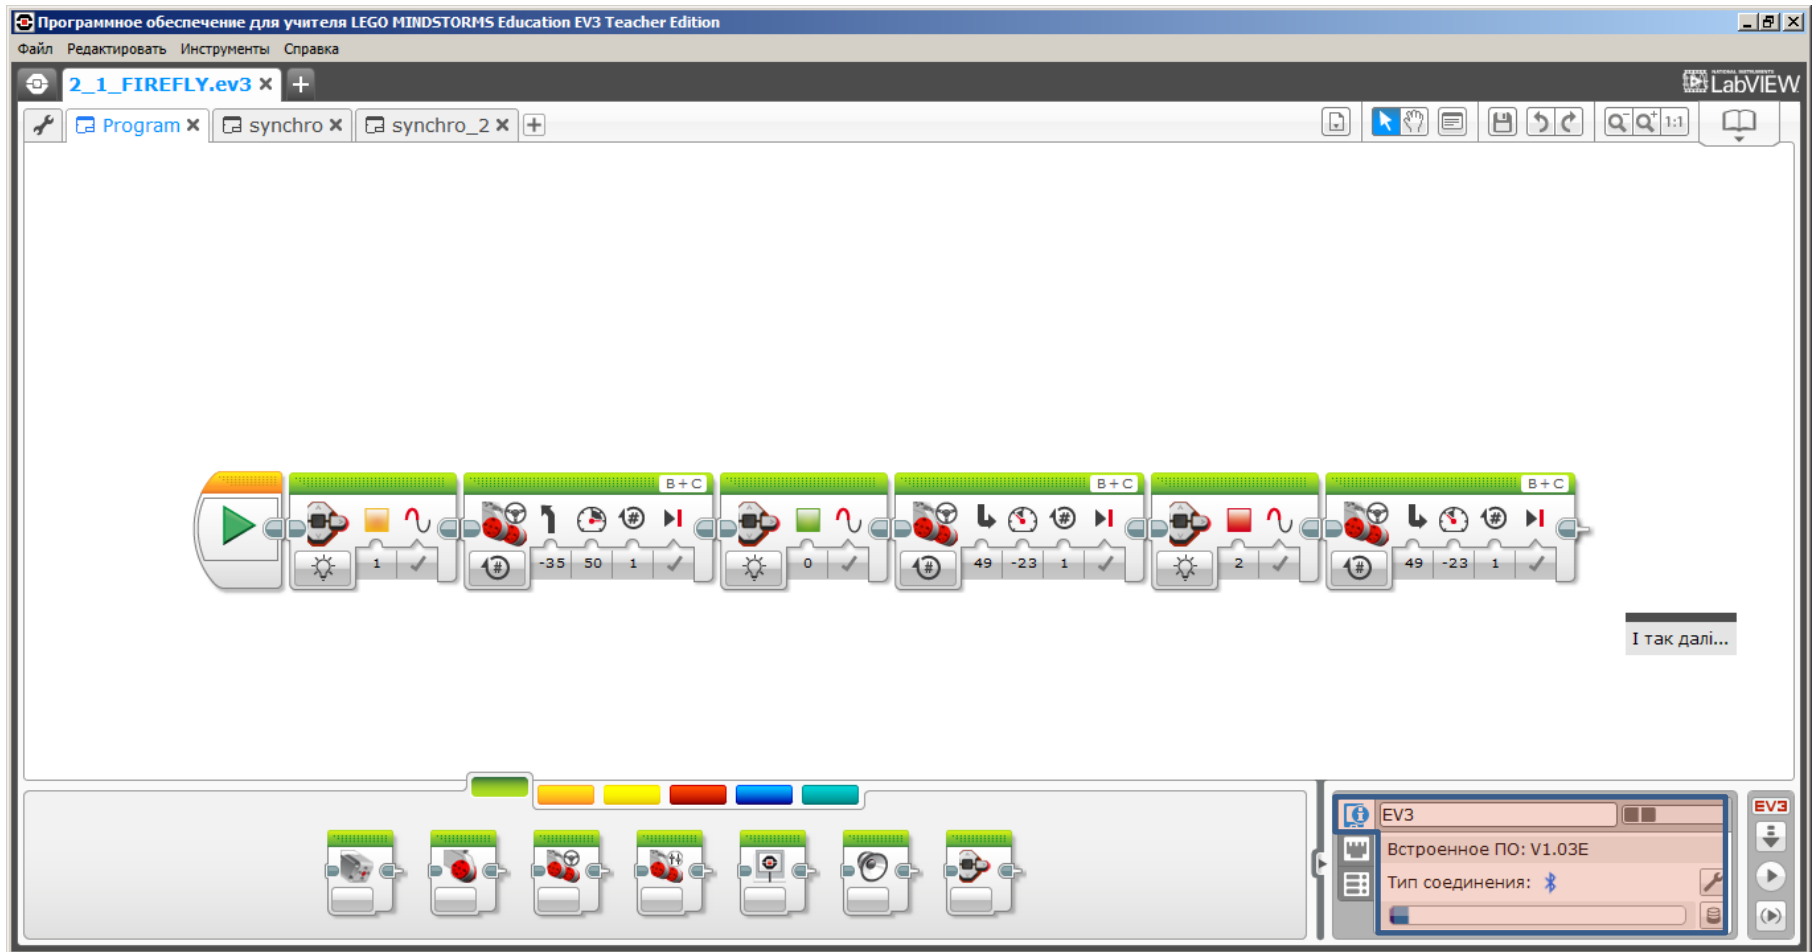 Программное обеспечение для учителя LEGO MINDSTORMS Education EV3 Teacher Edition
Файл Редактировать Инструменты Справка
2_1_FIREFLY.ev3
NATIONAL INSTRUMENTS
LabVIEW
Program synchro synchro_2
1:1
B+C B+C B+C
# # #
1 # -35 50 1 0 # 49 -23 1 2 # 49 -23 1
І так далі...
EV3
EV3
Встроенное ПО: V1.03E
Тип соединения: